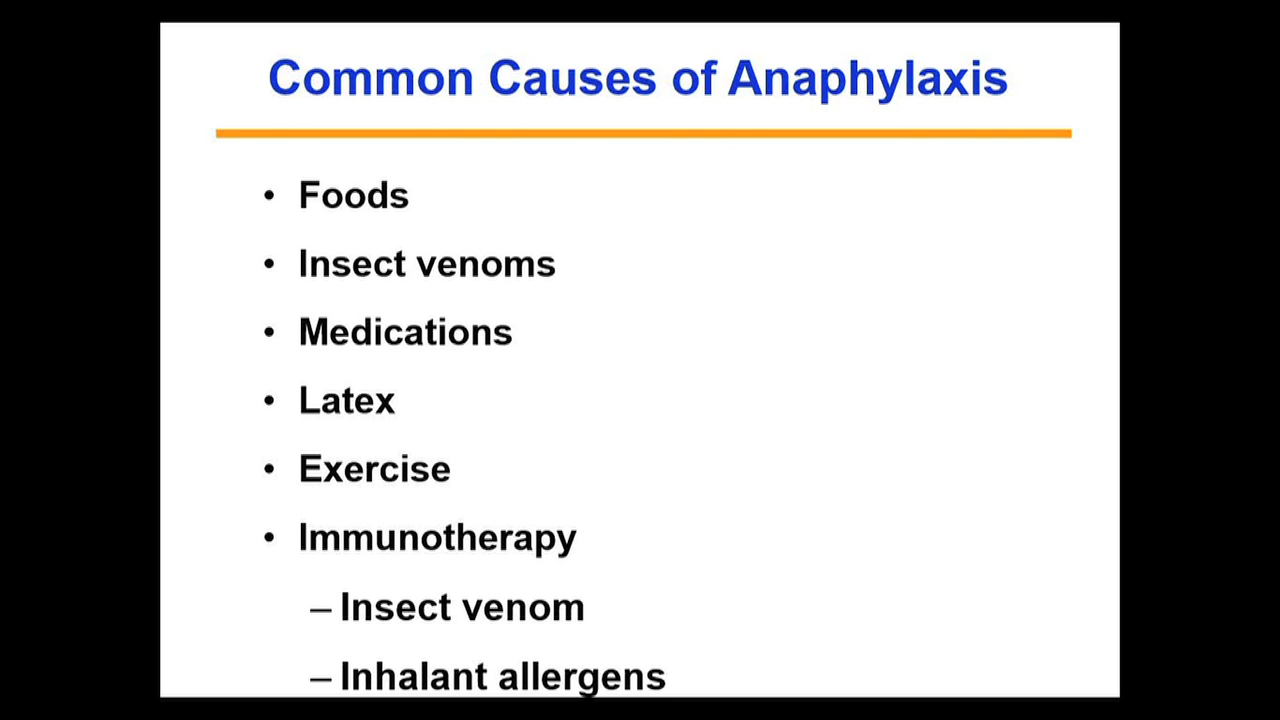 Common Causes of Anaphylaxis
• Foods
• Insect venoms
• Medications
• Latex
• Exercise
• Immunotherapy
– Insect venom
– Inhalant allergens